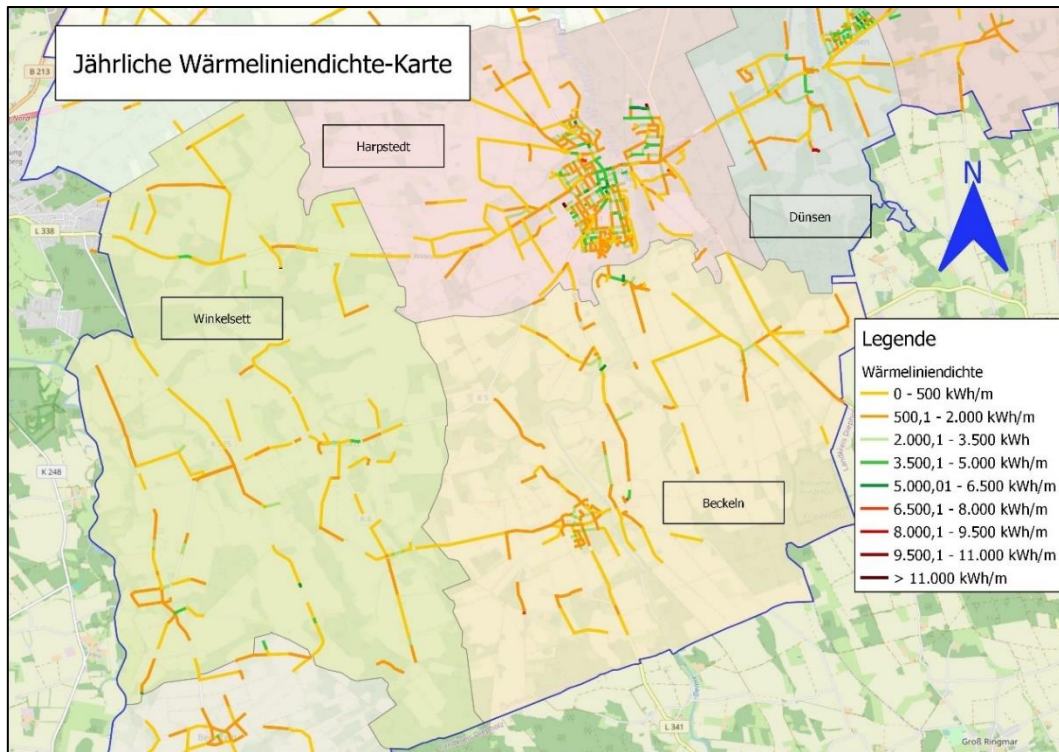 Jährliche Wärmeliniendichte-Karte
B 213
Harpstedt
N
Dünsen
L 338
Winkelsett
Legende
Wärmeliniendichte
0 - 500 kWh/m
500,1 - 2.000 kWh/m
2.000,1 - 3.500 kWh
3.500,1 - 5.000 kWh/m
5.000,01 - 6.500 kWh/m
6.500,1 - 8.000 kWh/m
8.000,1 - 9.500 kWh/m
9.500,1 - 11.000 kWh/m
> 11.000 kWh/m
K 248
Beckeln
L 341
Groß Ringmar